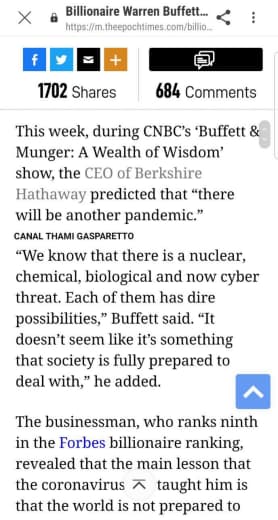 Billionaire Warren Buffett...
https://m.theepochtimes.com/billio...
1702 Shares
684 Comments
This week, during CNBC's ‘Buffett &
Munger: A Wealth of Wisdom’
show, the CEO of Berkshire
Hathaway predicted that “there
will be another pandemic.”
CANAL THAMI GASPARETTO
“We know that there is a nuclear,
chemical, biological and now cyber
threat. Each of them has dire
possibilities,” Buffett said. “It
doesn’t seem like it’s something
that society is fully prepared to
deal with,” he added.
The businessman, who ranks ninth
in the Forbes billionaire ranking,
revealed that the main lesson that
the coronavirus taught him is
that the world is not prepared to